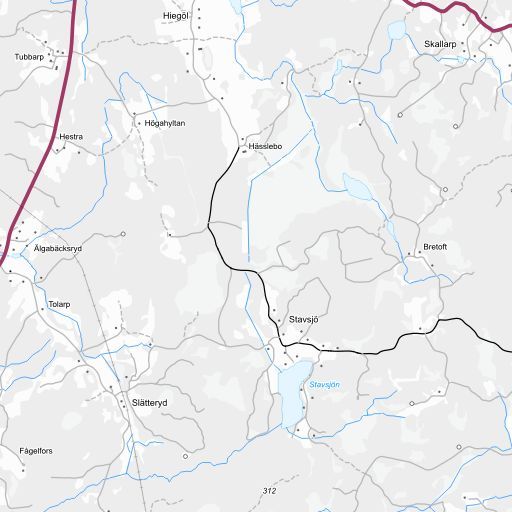 Hiegöl
Skallarp
Tubbarp
Högahyltan
Hestra
Hässlebo
Älgabäcksryd
Bretoft
Tolarp
Stavsjö
Stavsjön
Slätteryd
Fågelfors
312